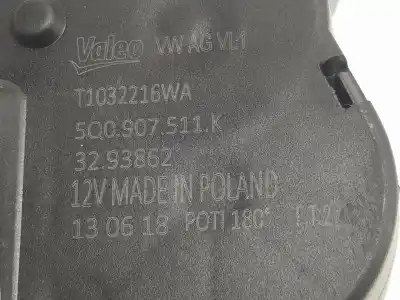 Valeo VW AG VL1
T1032216WA
5Q0.907.511.K
32.93862
12V MADE IN POLAND
13 06 18 POTI 180°